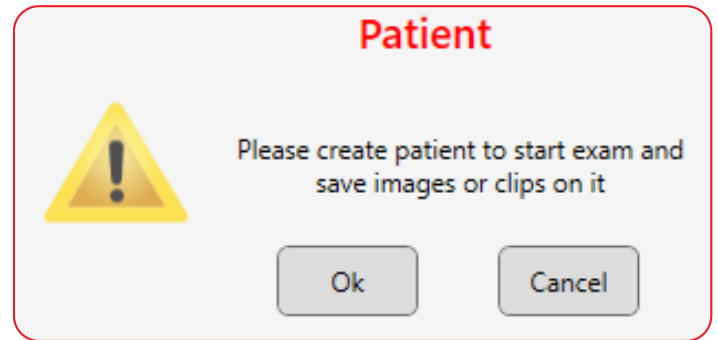 Patient
Please create patient to start exam and
save images or clips on it
Ok
Cancel